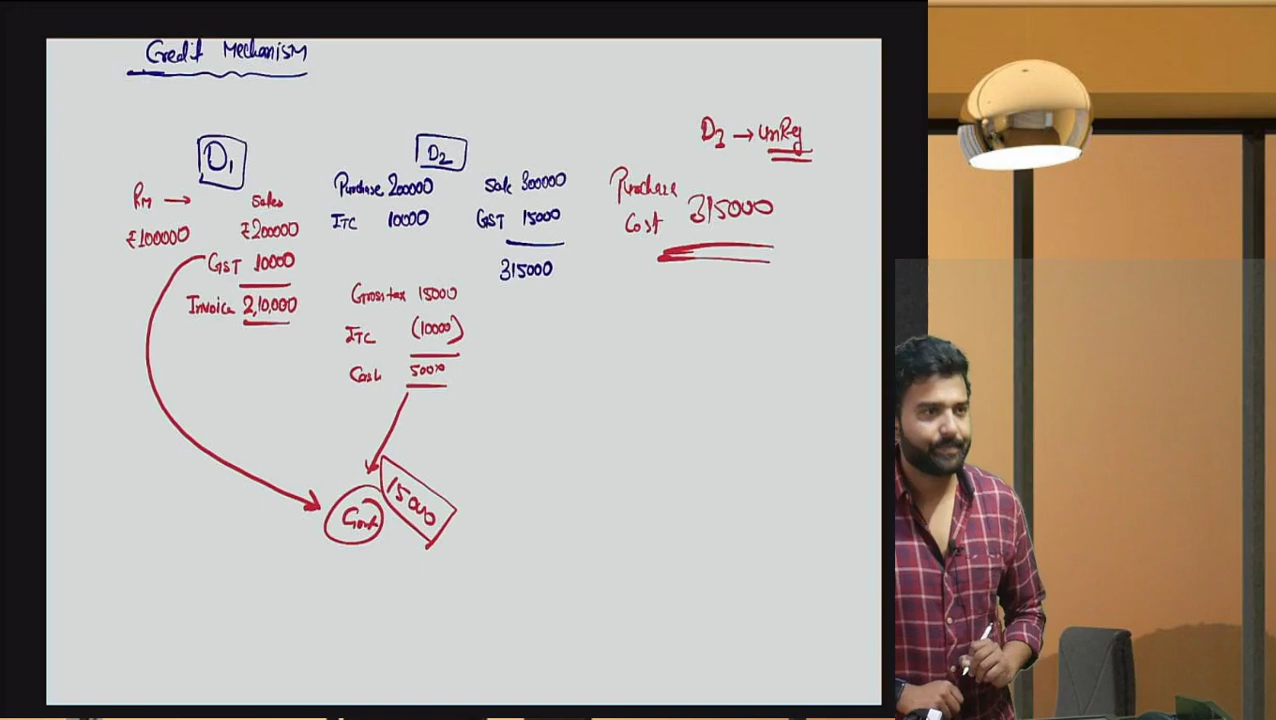 Credit Mechanism
D1
RM → Sales
₹100000 ₹200000
GST 10000
Invoice 2,10,000
D2
Purchase 200000 Sale 300000
ITC 10000 GST 15000
315000
Gross tax 15000
ITC (10000)
Cash 5000
Govt 15000
D3 → UnReg
Purchase
Cost 315000